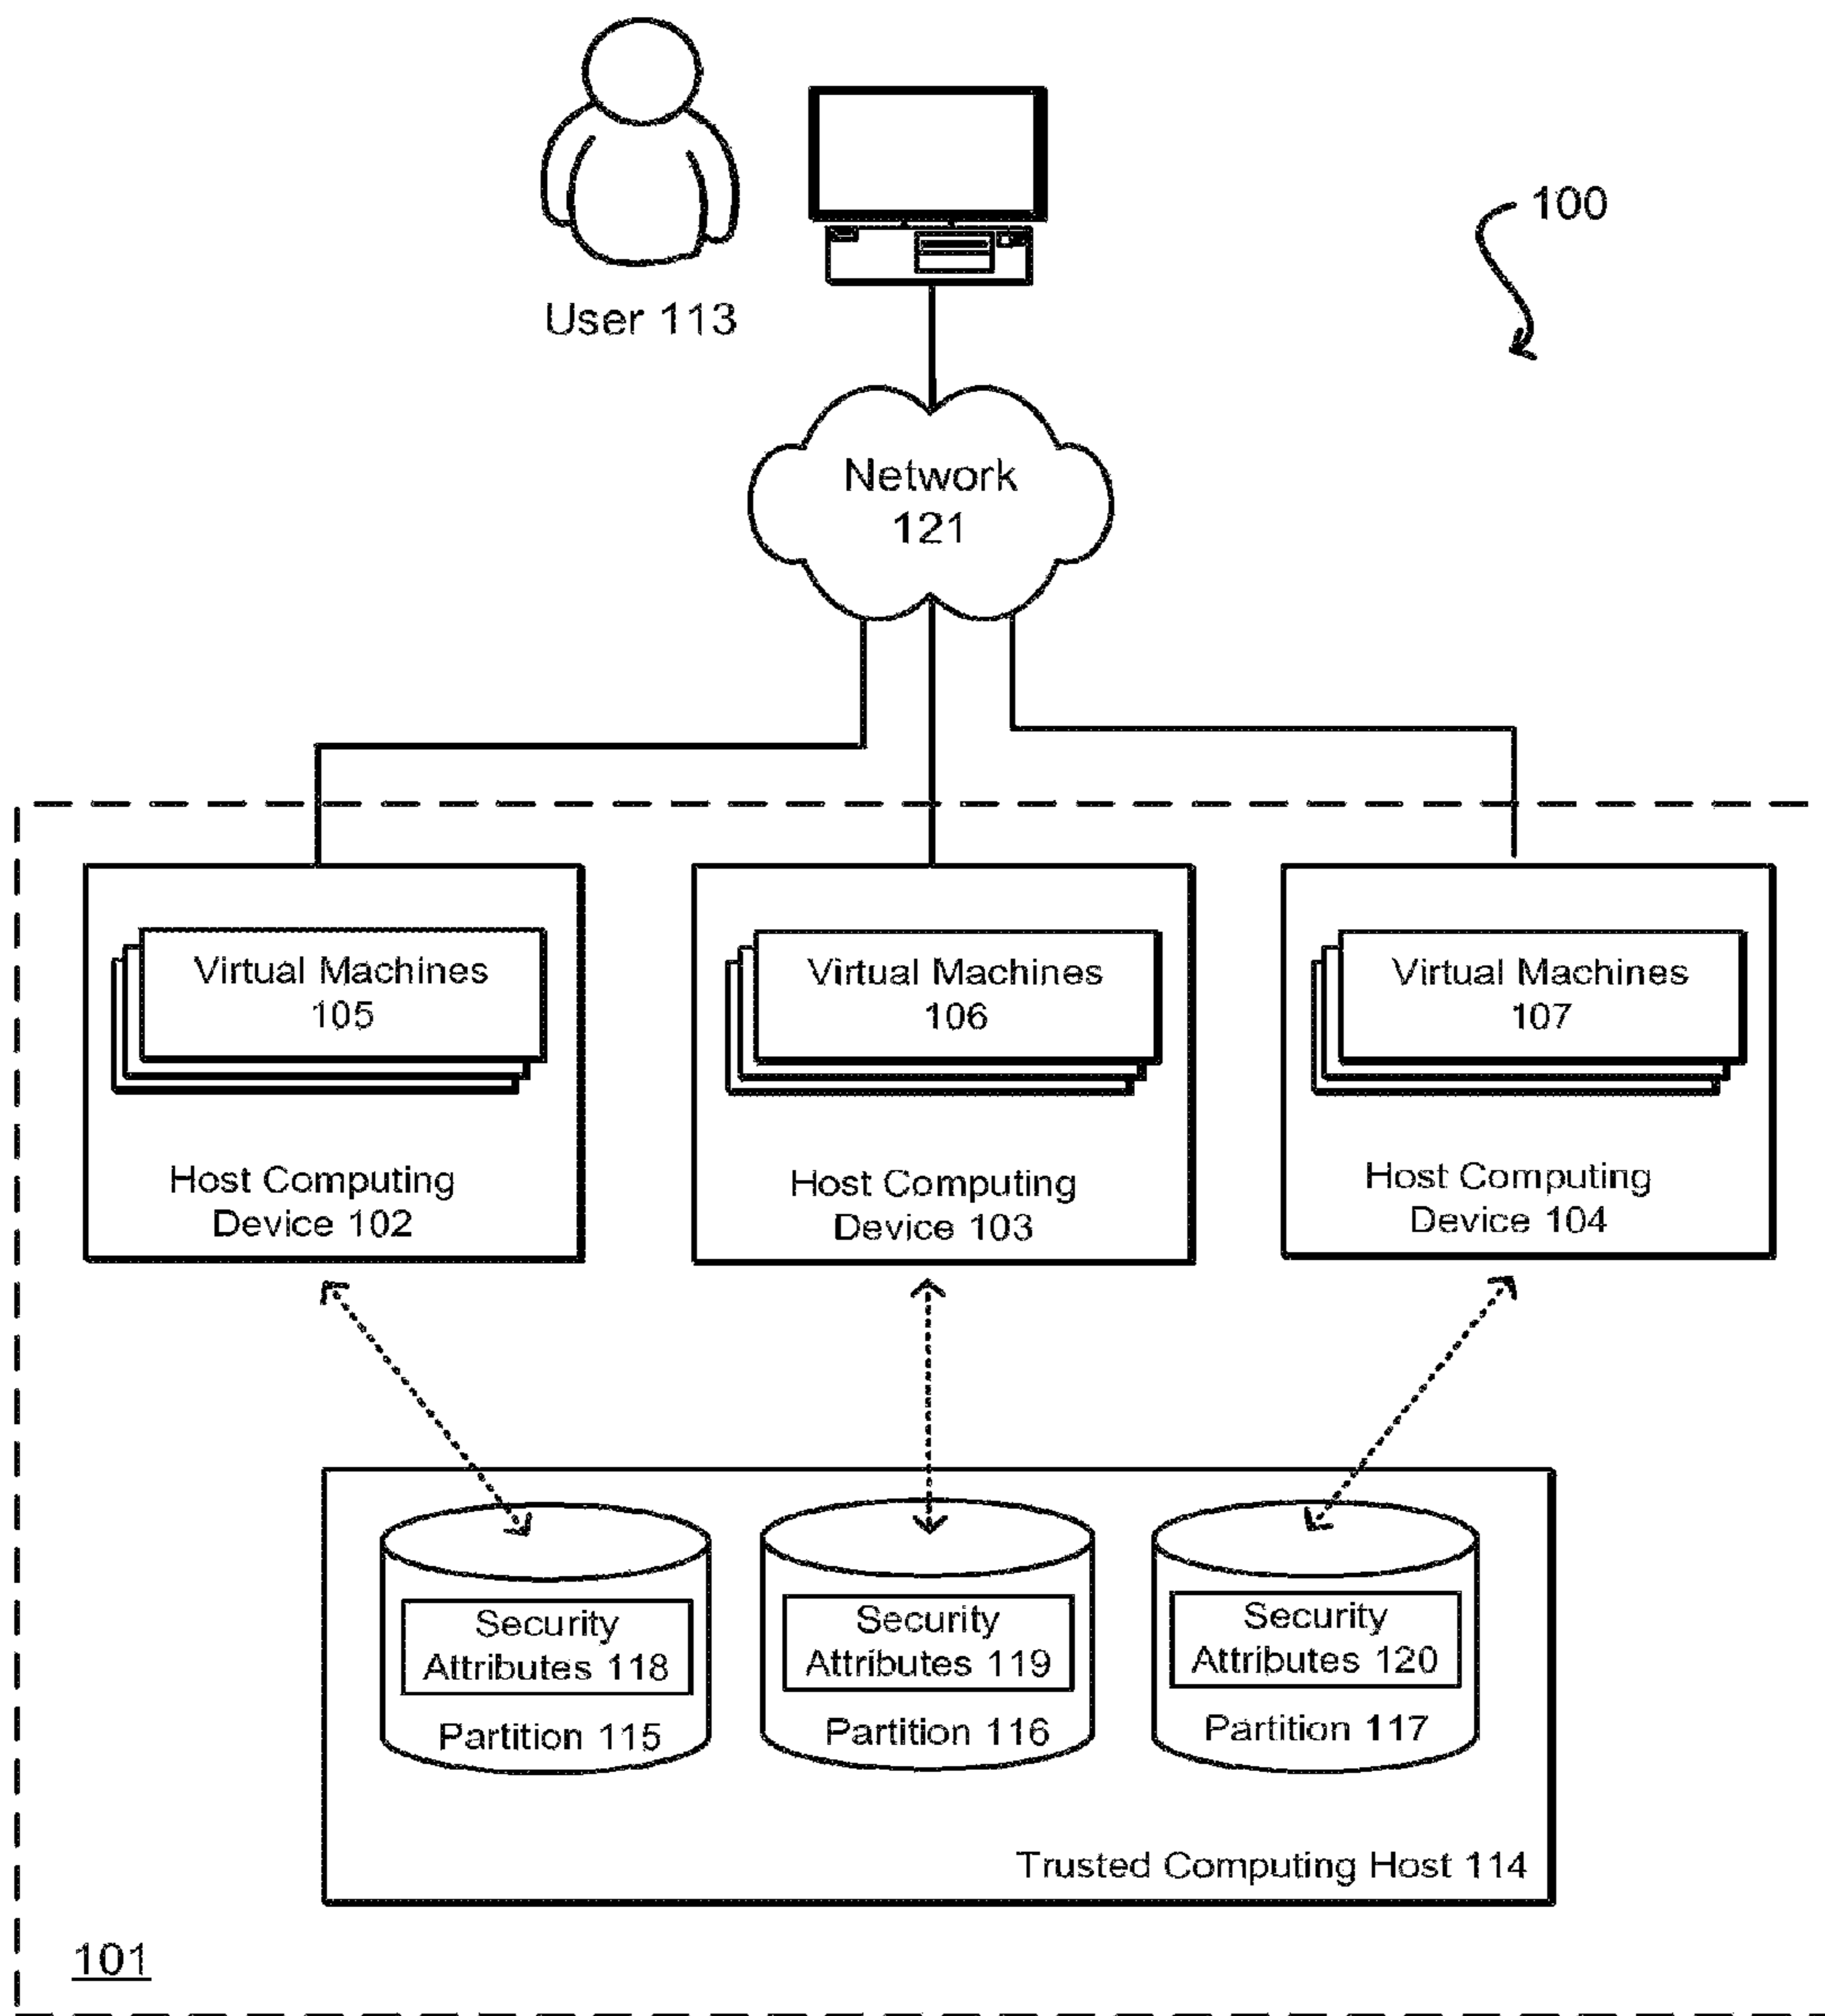 100
User 113
Network
121
Virtual Machines
105
Virtual Machines
106
Virtual Machines
107
Host Computing
Device 102
Host Computing
Device 103
Host Computing
Device 104
Security
Attributes 118
Partition 115
Security
Attributes 119
Partition 116
Security
Attributes 120
Partition 117
Trusted Computing Host 114
101